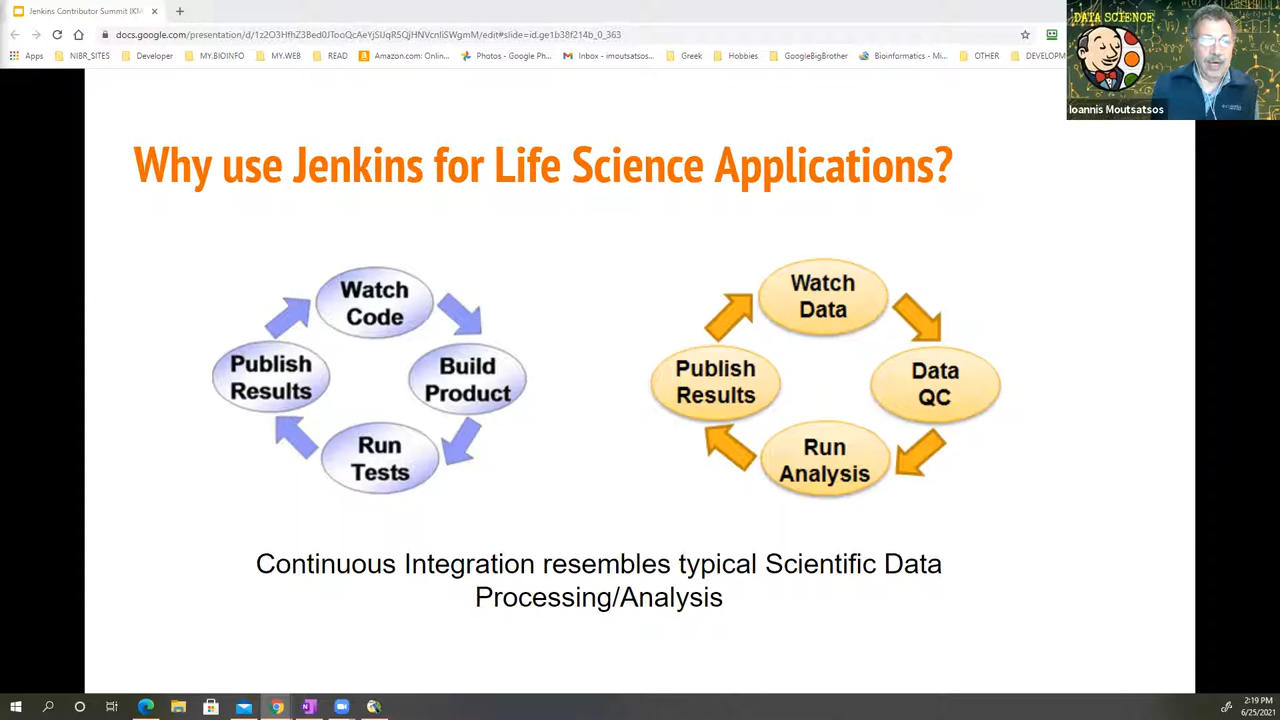 Jenkins Contributor Summit (KM
docs.google.com/presentation/d/1z2O3HfhZ3Bed0JTooQcAeYjSIJqR5QjHNVcnIiSWgmM/edit#slide=id.ge1b38f214b_0_363
Apps NIBR_SITES Developer MY.BIOINFO MY.WEB READ Amazon.com: Onlin... Photos - Google Ph... Inbox - imoutsatsos... Greek Hobbies GoogleBigBrother Bioinformatics - Mi... OTHER DEVELOPM
DATA SCIENCE
Ioannis Moutsatsos
Why use Jenkins for Life Science Applications?
Watch
Code
Build
Product
Run
Tests
Publish
Results
Watch
Data
Data
QC
Run
Analysis
Publish
Results
Continuous Integration resembles typical Scientific Data
Processing/Analysis
2:19 PM
6/25/2021